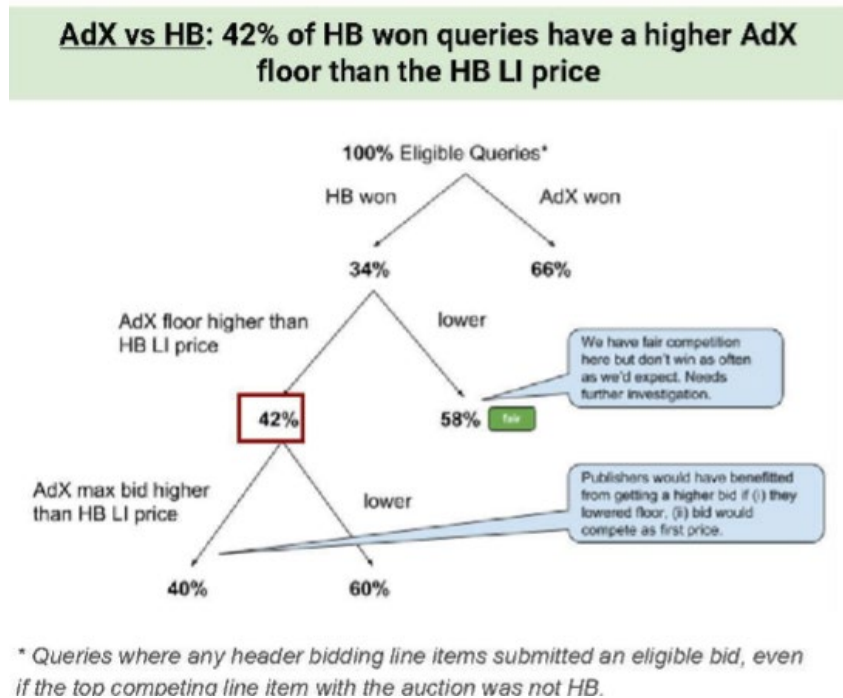 AdX vs HB: 42% of HB won queries have a higher AdX
floor than the HB LI price
100% Eligible Queries*
HB won
AdX won
34%
66%
AdX floor higher than
HB LI price
lower
We have fair competition
here but don't win as often
as we'd expect. Needs
further investigation.
42%
58%
fair
AdX max bid higher
than HB LI price
lower
Publishers would have benefitted
from getting a higher bid if (i) they
lowered floor, (ii) bid would
compete as first price.
40%
60%
* Queries where any header bidding line items submitted an eligible bid, even
if the top competing line item with the auction was not HB.